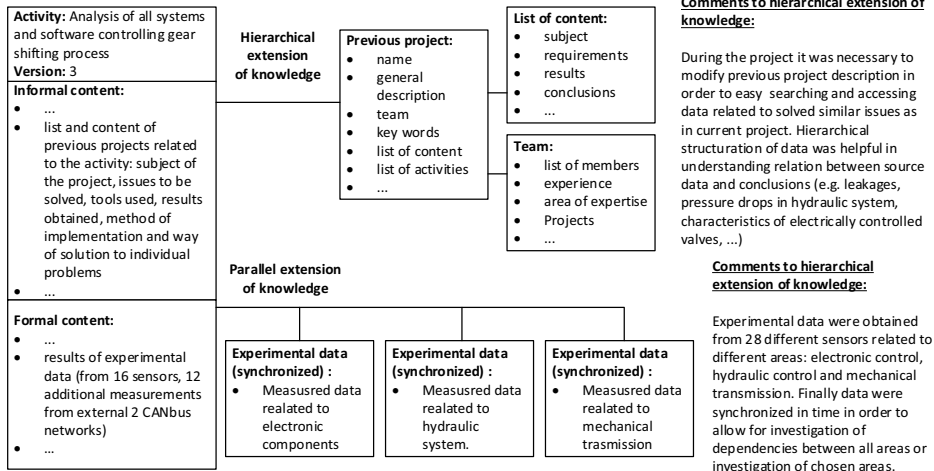 Activity: Analysis of all systems
and software controlling gear
shifting process
Version: 3
Informal content:
• ...
• list and content of
previous projects related
to the activity: subject of
the project, issues to be
solved, tools used, results
obtained, method of
implementation and way
of solution to individual
problems
• ...
Formal content:
• ...
• results of experimental
data (from 16 sensors, 12
additional measurements
from external 2 CANbus
networks)
• ...
Hierarchical
extension
of knowledge
Previous project:
• name
• general
description
• team
• key words
• list of content
• list of activities
• ...
List of content:
• subject
• requirements
• results
• conclusions
• ...
Team:
• list of members
• experience
• area of expertise
• Projects
• ...
Parallel extension
of knowledge
Experimental data
(synchronized) :
• Measusred data
realated to
electronic
components
Experimental data
(synchronized) :
• Measusred data
realated to
hydraulic
system.
Experimental data
(synchronized) :
• Measusred data
realated to
mechanical
trasmission
Comments to hierarchical extension of
knowledge:
During the project it was necessary to
modify previous project description in
order to easy searching and accessing
data related to solved similar issues as
in current project. Hierarchical
structuration of data was helpful in
understanding relation between source
data and conclusions (e.g. leakages,
pressure drops in hydraulic system,
characteristics of electrically controlled
valves, ...)
Comments to hierarchical
extension of knowledge:
Experimental data were obtained
from 28 different sensors related to
different areas: electronic control,
hydraulic control and mechanical
transmission. Finally data were
synchronized in time in order to
allow for investigation of
dependencies between all areas or
investigation of chosen areas.